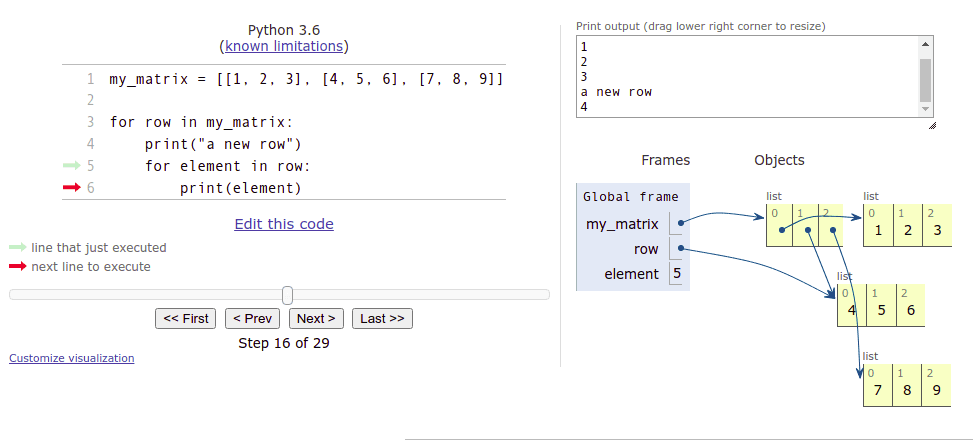 Python 3.6
(known limitations)
1 my_matrix = [[1, 2, 3], [4, 5, 6], [7, 8, 9]]
2
3 for row in my_matrix:
4     print("a new row")
5     for element in row:
6         print(element)
Edit this code
line that just executed
next line to execute
<< First < Prev Next > Last >>
Step 16 of 29
Customize visualization
Print output (drag lower right corner to resize)
1
2
3
a new row
4
Frames Objects
Global frame
my_matrix
row
element 5
list
0 1 2
list
0 1 2
1 2 3
list
0 1 2
4 5 6
list
0 1 2
7 8 9